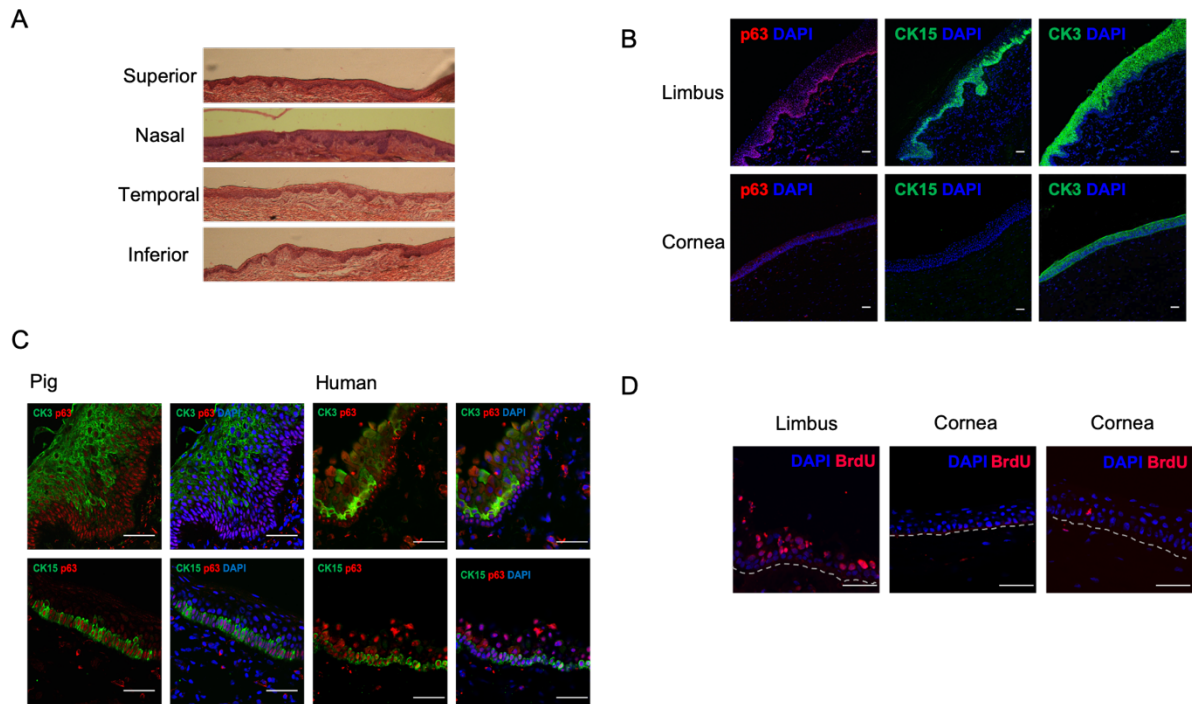 A
Superior
Nasal
Temporal
Inferior
B
p63 DAPI
CK15 DAPI
CK3 DAPI
Limbus
p63 DAPI
CK15 DAPI
CK3 DAPI
Cornea
C
Pig
Human
CK3 p63
CK3 p63 DAPI
CK3 p63
CK3 p63 DAPI
CK15 p63
CK15 p63 DAPI
CK15 p63
CK15 p63 DAPI
D
Limbus
Cornea
Cornea
DAPI BrdU
DAPI BrdU
DAPI BrdU